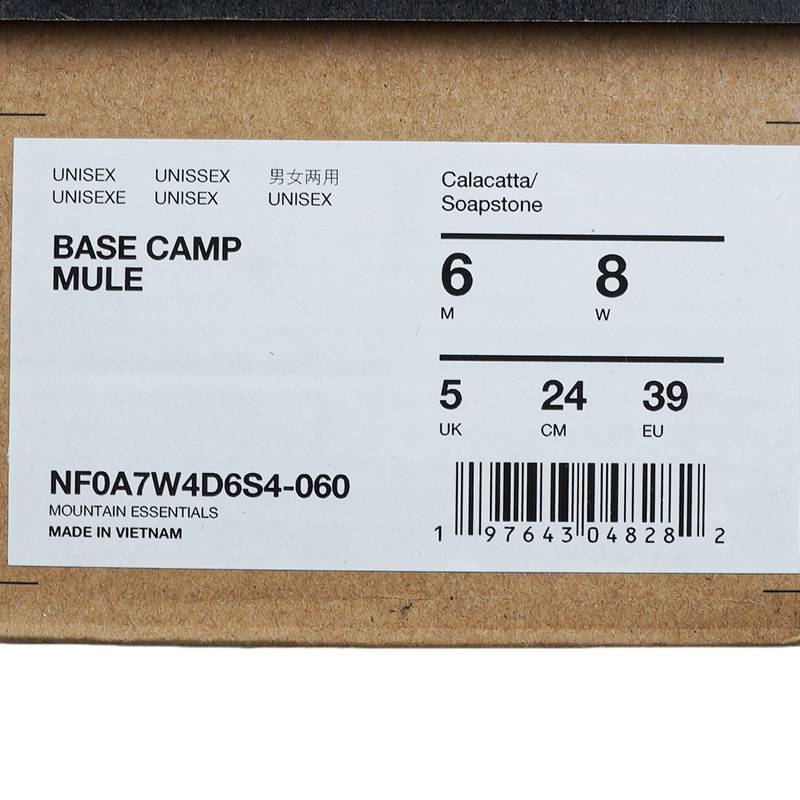 UNISEX UNISSEX 男女两用
UNISEXE UNISEX UNISEX
BASE CAMP
MULE
Calacatta/
Soapstone
6 8
M W
5 24 39
UK CM EU
NF0A7W4D6S4-060
MOUNTAIN ESSENTIALS
MADE IN VIETNAM
1 97643 04828 2